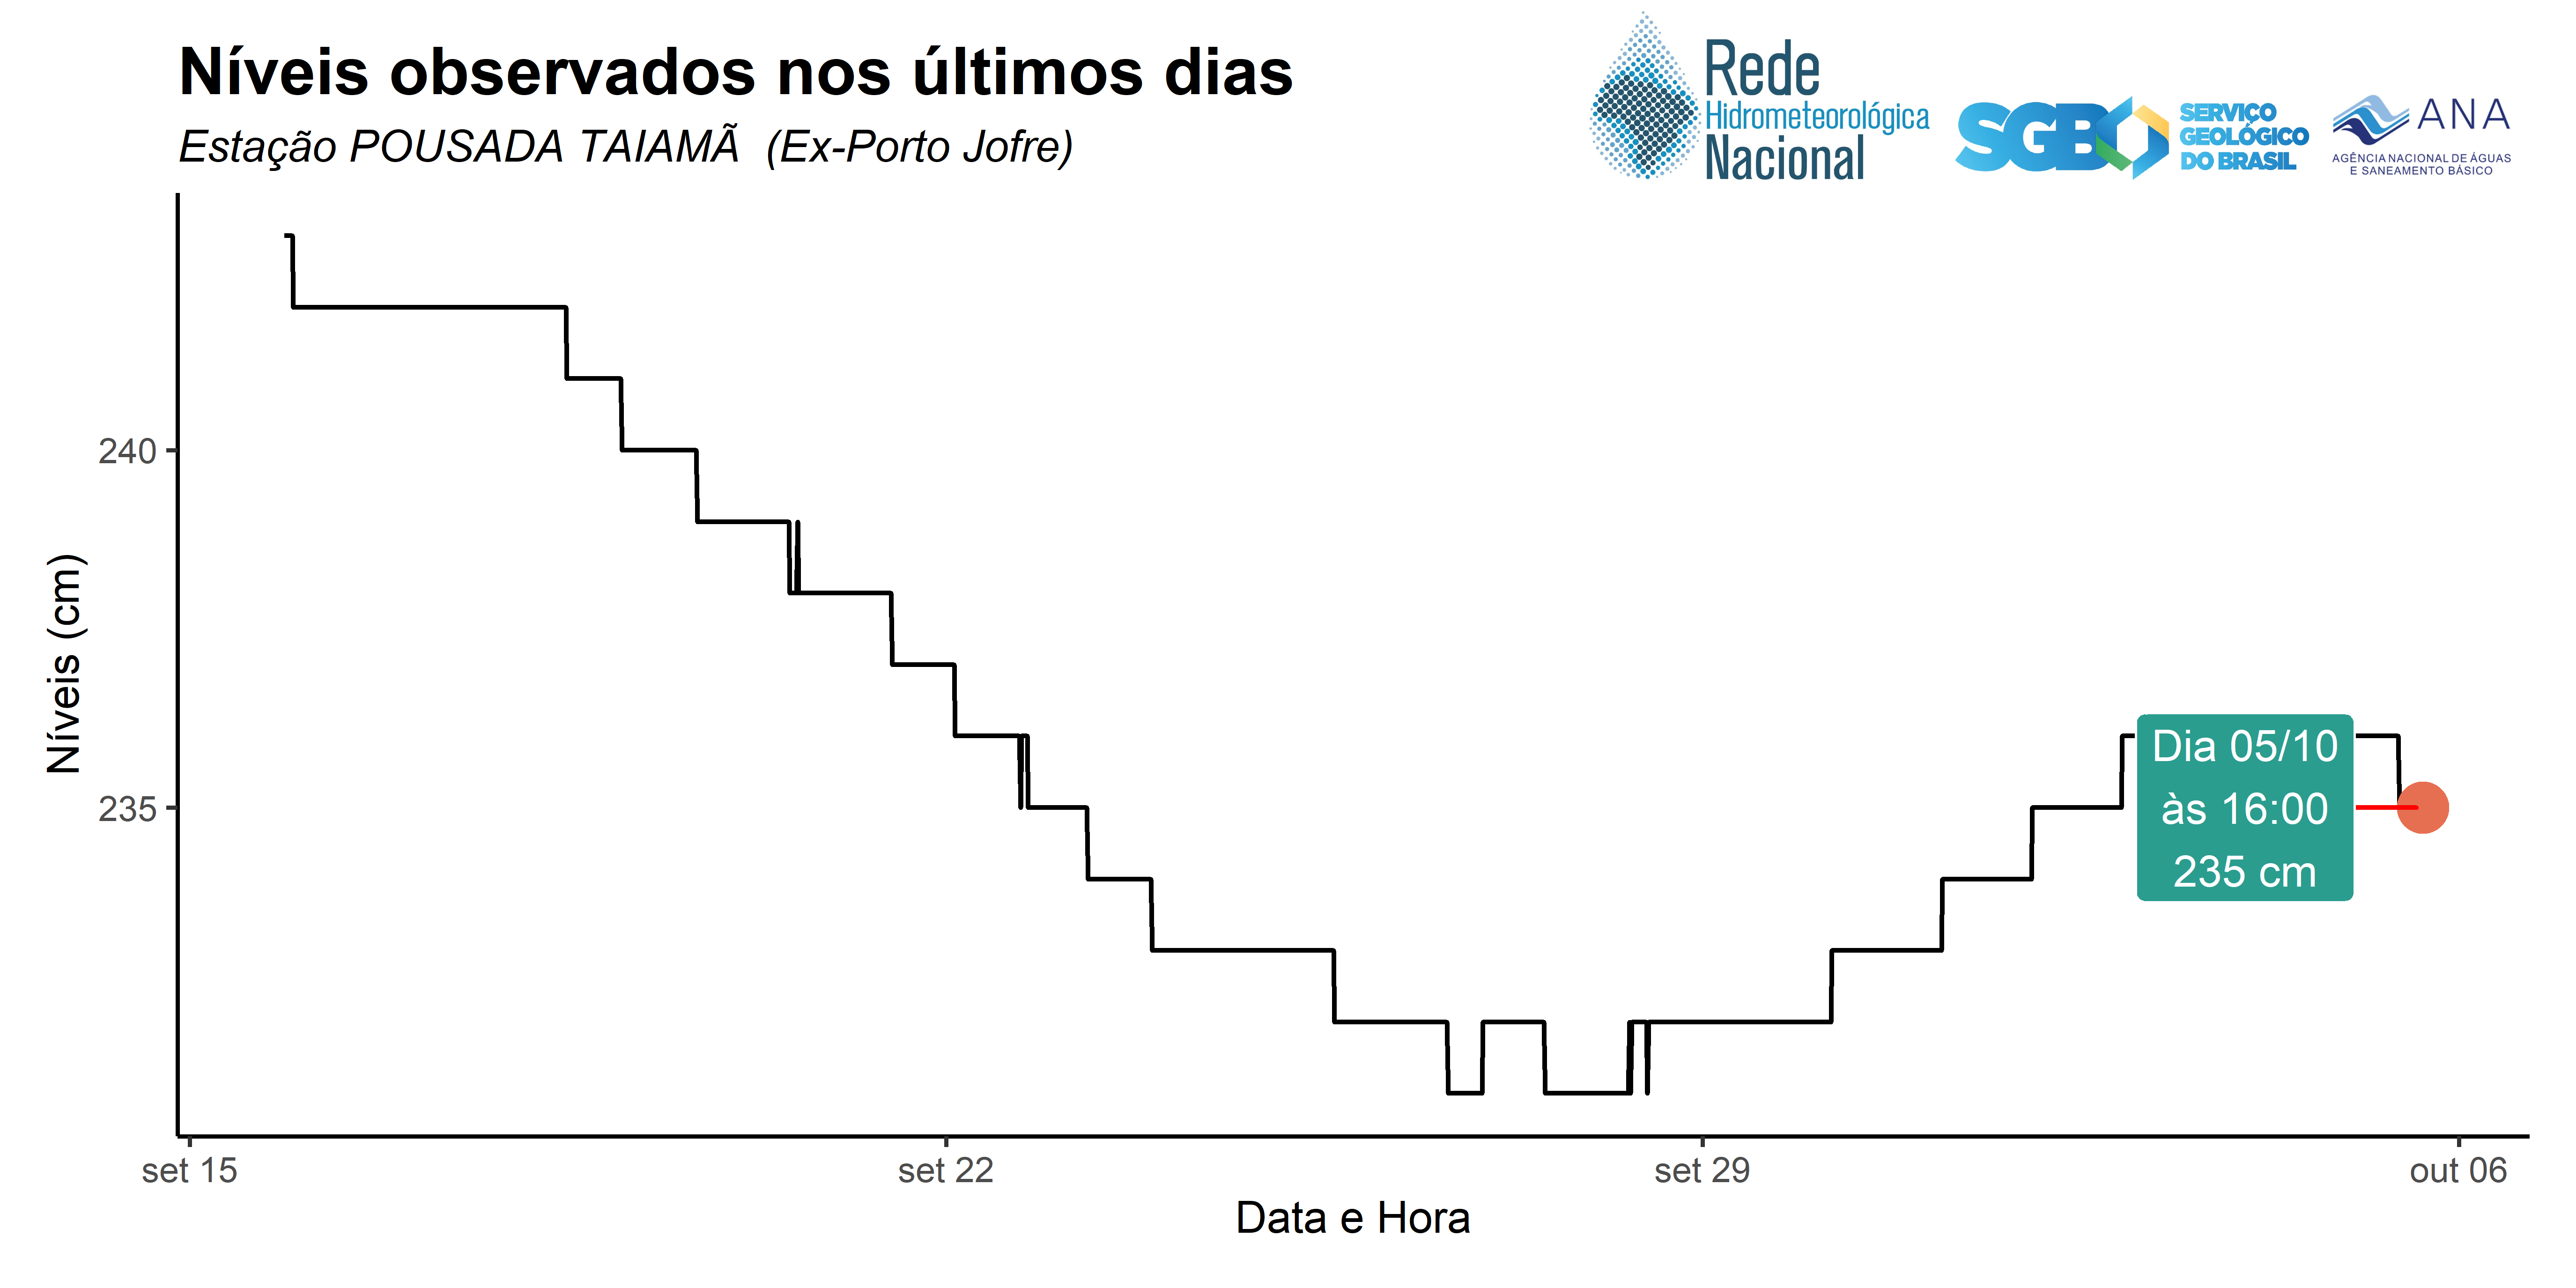 Níveis observados nos últimos dias
Estação POUSADA TAIAMÃ  (Ex-Porto Jofre)
Rede
Hidrometeorológica
Nacional
SGB
SERVIÇO
GEOLÓGICO
DO BRASIL
ANA
AGÊNCIA NACIONAL DE ÁGUAS
E SANEAMENTO BÁSICO
Níveis (cm)
240
235
Dia 05/10
às 16:00
235 cm
set 15
set 22
set 29
out 06
Data e Hora